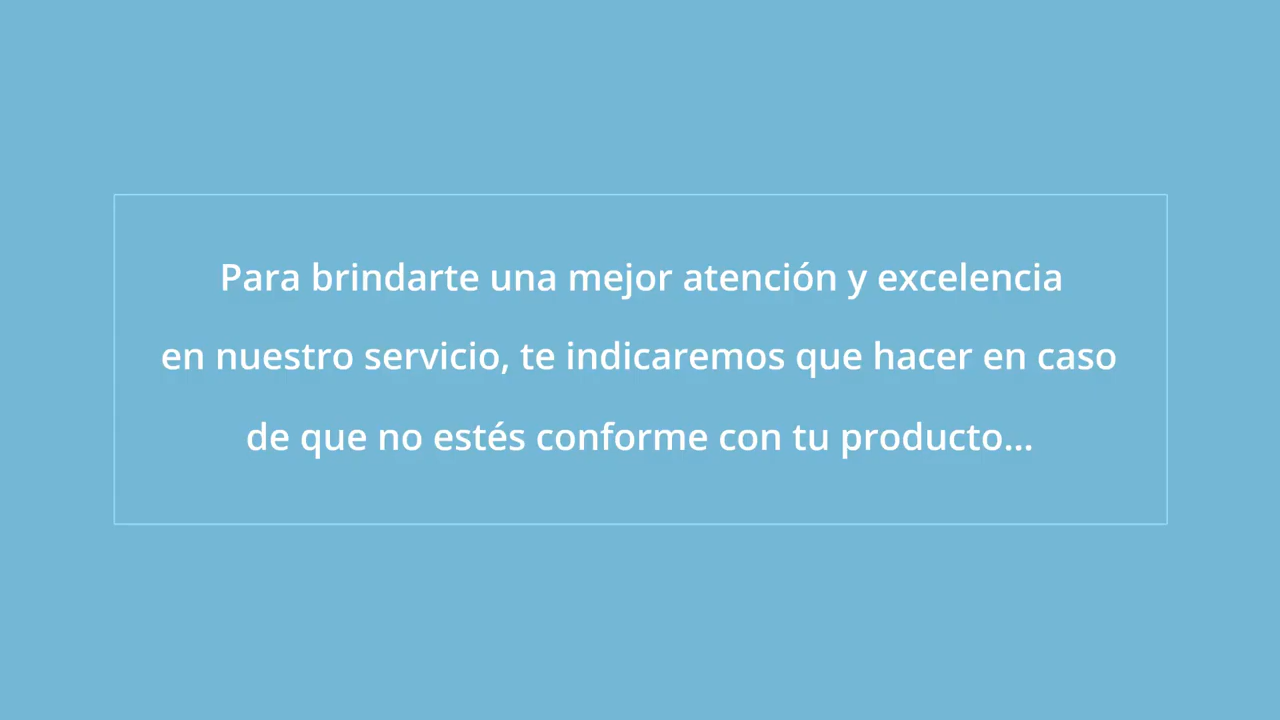 Para brindarte una mejor atención y excelencia
en nuestro servicio, te indicaremos que hacer en caso
de que no estés conforme con tu producto...